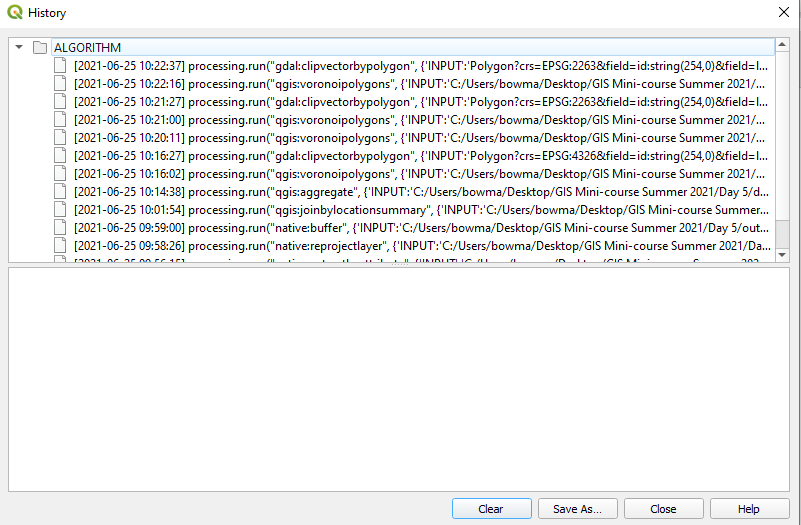 History
ALGORITHM
[2021-06-25 10:22:37] processing.run("gdal:clipvectorbypolygon", {'INPUT':'Polygon?crs=EPSG:2263&field=id:string(254,0)&field=I...
[2021-06-25 10:22:16] processing.run("qgis:voronoipolygons", {'INPUT':'C:/Users/bowma/Desktop/GIS Mini-course Summer 2021/...
[2021-06-25 10:21:27] processing.run("gdal:clipvectorbypolygon", {'INPUT':'Polygon?crs=EPSG:2263&field=id:string(254,0)&field=I...
[2021-06-25 10:21:00] processing.run("qgis:voronoipolygons", {'INPUT':'C:/Users/bowma/Desktop/GIS Mini-course Summer 2021/...
[2021-06-25 10:20:11] processing.run("qgis:voronoipolygons", {'INPUT':'C:/Users/bowma/Desktop/GIS Mini-course Summer 2021/...
[2021-06-25 10:16:27] processing.run("gdal:clipvectorbypolygon", {'INPUT':'Polygon?crs=EPSG:4326&field=id:string(254,0)&field=I...
[2021-06-25 10:16:02] processing.run("qgis:voronoipolygons", {'INPUT':'C:/Users/bowma/Desktop/GIS Mini-course Summer 2021/...
[2021-06-25 10:14:38] processing.run("qgis:aggregate", {'INPUT':'C:/Users/bowma/Desktop/GIS Mini-course Summer 2021/Day 5/d...
[2021-06-25 10:01:54] processing.run("qgis:joinbylocationsummary", {'INPUT':'C:/Users/bowma/Desktop/GIS Mini-course Summer...
[2021-06-25 09:59:00] processing.run("native:buffer", {'INPUT':'C:/Users/bowma/Desktop/GIS Mini-course Summer 2021/Day 5/out...
[2021-06-25 09:58:26] processing.run("native:reprojectlayer", {'INPUT':'C:/Users/bowma/Desktop/GIS Mini-course Summer 2021/Da...
Clear
Save As...
Close
Help